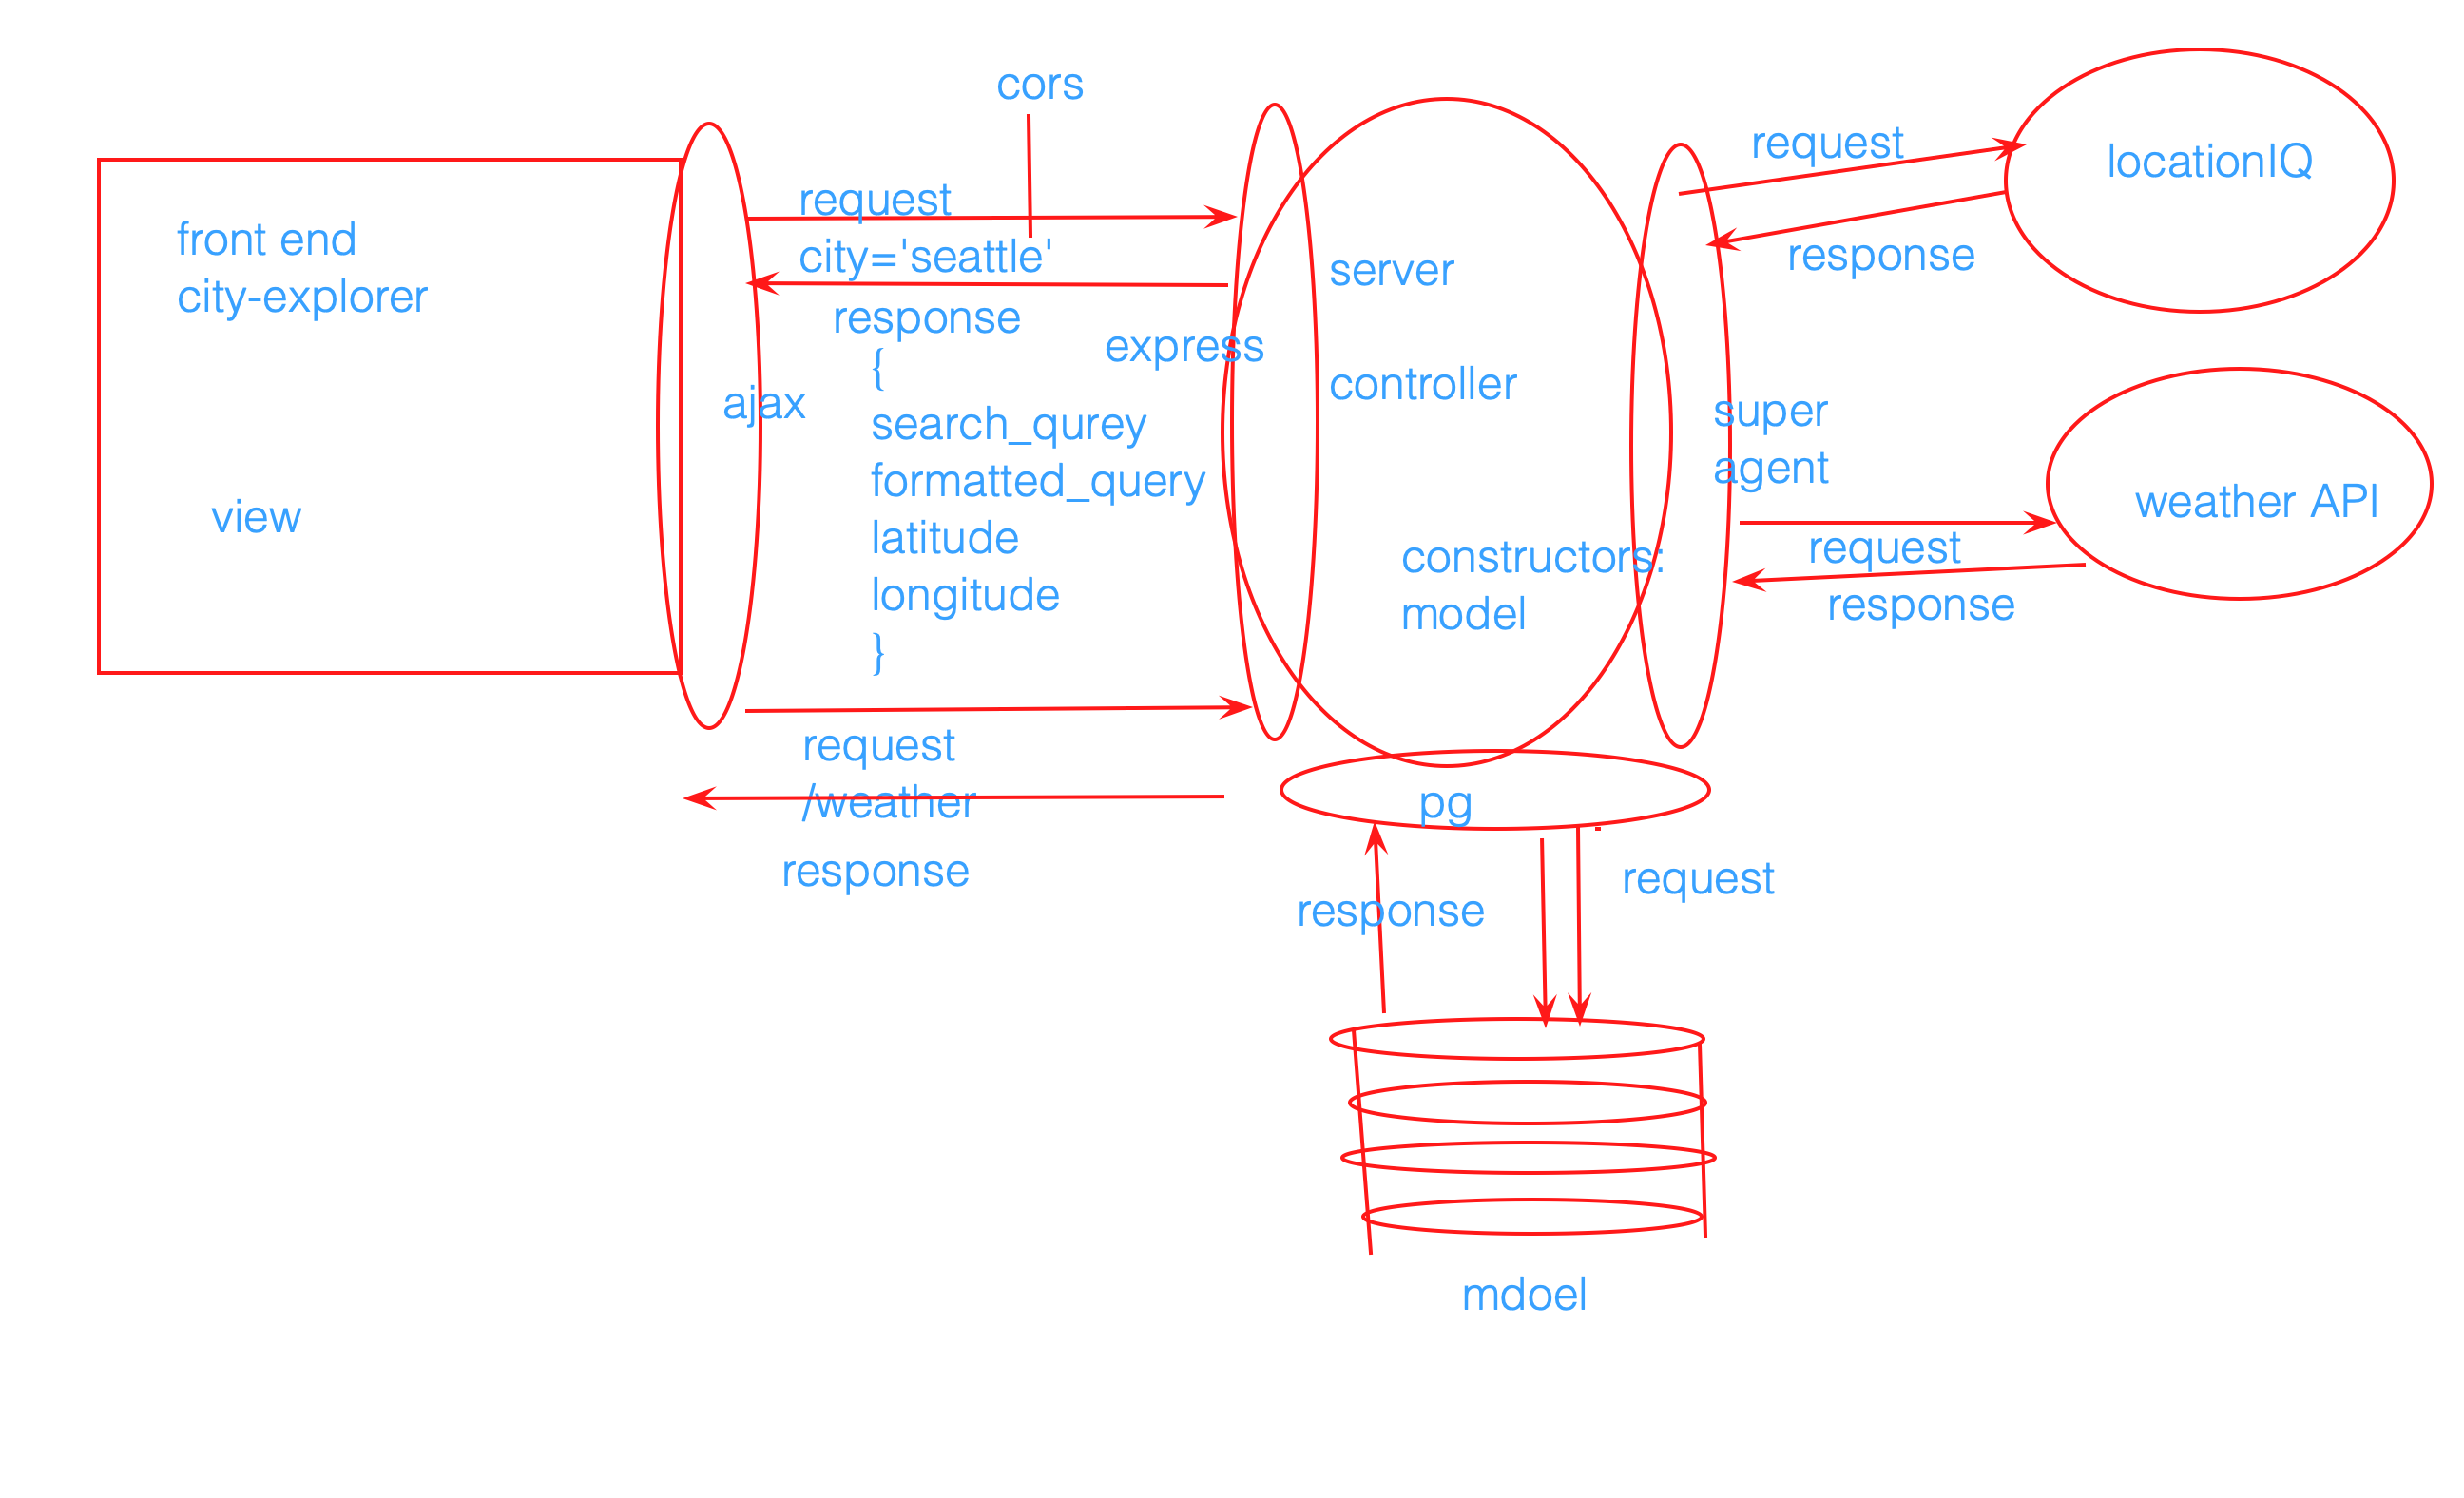 cors
request
city='seattle'
response
{
search_qurey
formatted_query
latitude
longitude
}
front end
city-explorer
view
ajax
express
server
controller
constructors:
model
super
agent
request
response
locationIQ
request
response
weather API
request
/weather
response
pg
response
request
mdoel